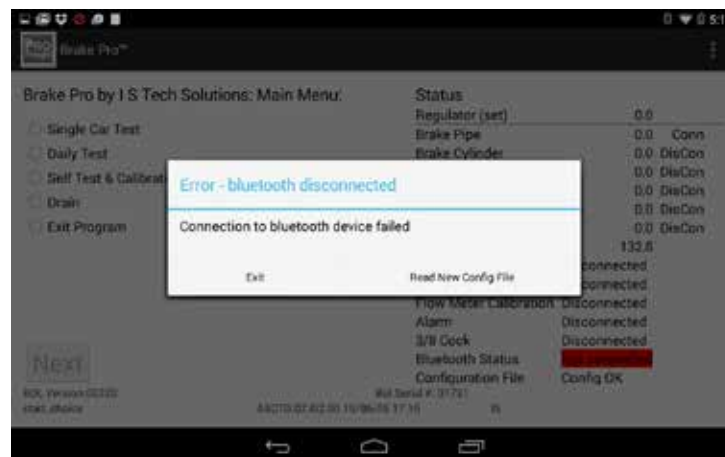 5:1
Brake Pro™
Brake Pro by I S Tech Solutions: Main Menu:
Single Car Test
Daily Test
Self Test & Calibrat
Drain
Exit Program
Next
Status
Regulator (set) 0.0
Brake Pipe 0.0 Conn
Brake Cylinder 0.0 DisCon
0.0 DisCon
0.0 DisCon
0.0 DisCon
0.0 DisCon
132.6
connected
connected
Flow Meter Calibration Disconnected
Alarm Disconnected
3/8 Cock Disconnected
Bluetooth Status
Configuration File Config OK
Error - bluetooth disconnected
Connection to bluetooth device failed
Exit Read New Config File